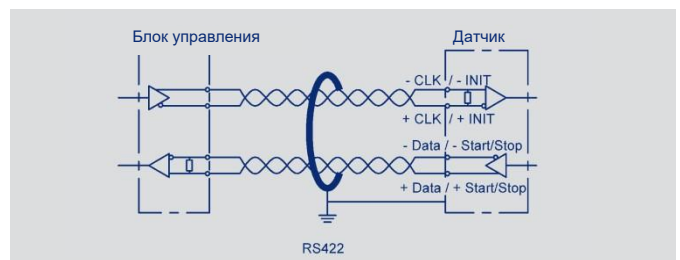 Блок управления
Датчик
- CLK / - INIT
+ CLK / + INIT
- Data / - Start/Stop
+ Data / + Start/Stop
RS422